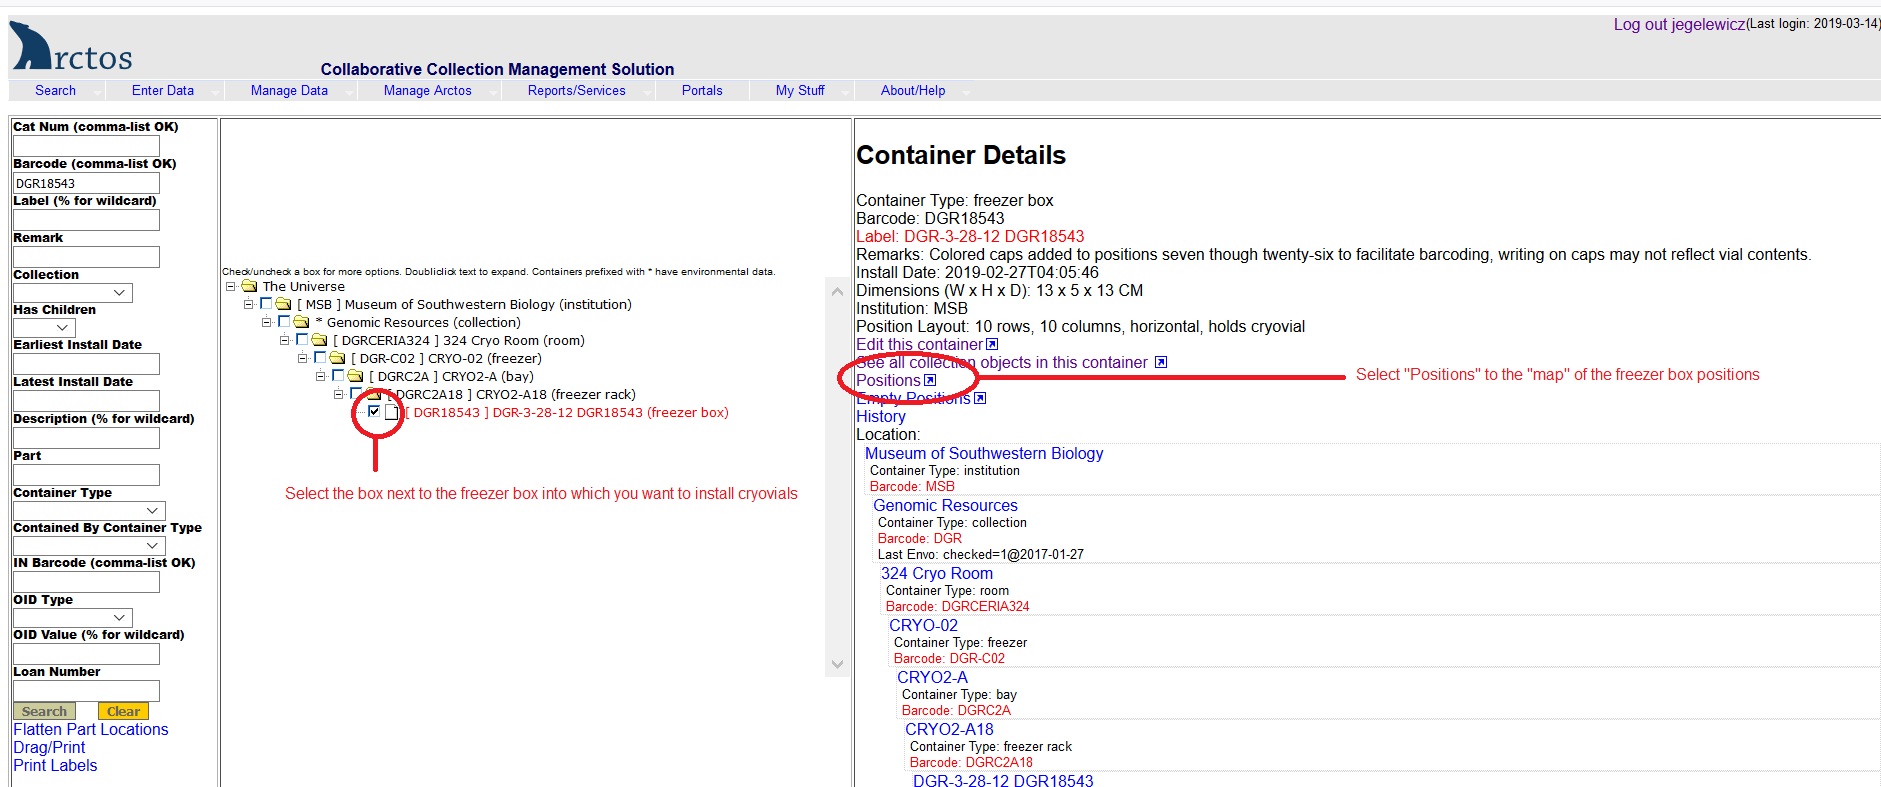 Log out jegelewicz(Last login: 2019-03-14)
Arctos
Collaborative Collection Management Solution
Search Enter Data Manage Data Manage Arctos Reports/Services Portals My Stuff About/Help
Cat Num (comma-list OK)
Barcode (comma-list OK)
DGR18543
Label (% for wildcard)
Remark
Collection
Has Children
Earliest Install Date
Latest Install Date
Description (% for wildcard)
Part
Container Type
Contained By Container Type
IN Barcode (comma-list OK)
OID Type
OID Value (% for wildcard)
Loan Number
Search Clear
Flatten Part Locations
Drag/Print
Print Labels
Check/uncheck a box for more options. Doubliclick text to expand. Containers prefixed with * have environmental data.
The Universe
[ MSB ] Museum of Southwestern Biology (institution)
* Genomic Resources (collection)
[ DGRCERIA324 ] 324 Cryo Room (room)
[ DGR-C02 ] CRYO-02 (freezer)
[ DGRC2A ] CRYO2-A (bay)
[ DGRC2A18 ] CRYO2-A18 (freezer rack)
[ DGR18543 ] DGR-3-28-12 DGR18543 (freezer box)
Select the box next to the freezer box into which you want to install cryovials
Container Details
Container Type: freezer box
Barcode: DGR18543
Label: DGR-3-28-12 DGR18543
Remarks: Colored caps added to positions seven though twenty-six to facilitate barcoding, writing on caps may not reflect vial contents.
Install Date: 2019-02-27T04:05:46
Dimensions (W x H x D): 13 x 5 x 13 CM
Institution: MSB
Position Layout: 10 rows, 10 columns, horizontal, holds cryovial
Edit this container
See all collection objects in this container
Positions
Select "Positions" to the "map" of the freezer box positions
Empty Positions
History
Location:
Museum of Southwestern Biology
Container Type: institution
Barcode: MSB
Genomic Resources
Container Type: collection
Barcode: DGR
Last Envo: checked=1@2017-01-27
324 Cryo Room
Container Type: room
Barcode: DGRCERIA324
CRYO-02
Container Type: freezer
Barcode: DGR-C02
CRYO2-A
Container Type: bay
Barcode: DGRC2A
CRYO2-A18
Container Type: freezer rack
Barcode: DGRC2A18
DGR-3-28-12 DGR18543